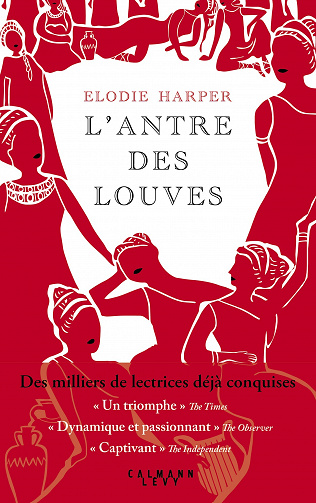 ELODIE HARPER
L'ANTRE
DES
LOUVES
Des milliers de lectrices déjà conquises
« Un triomphe » The Times
« Dynamique et passionnant » The Observer
« Captivant » The Independent
CALMANN
LEVY